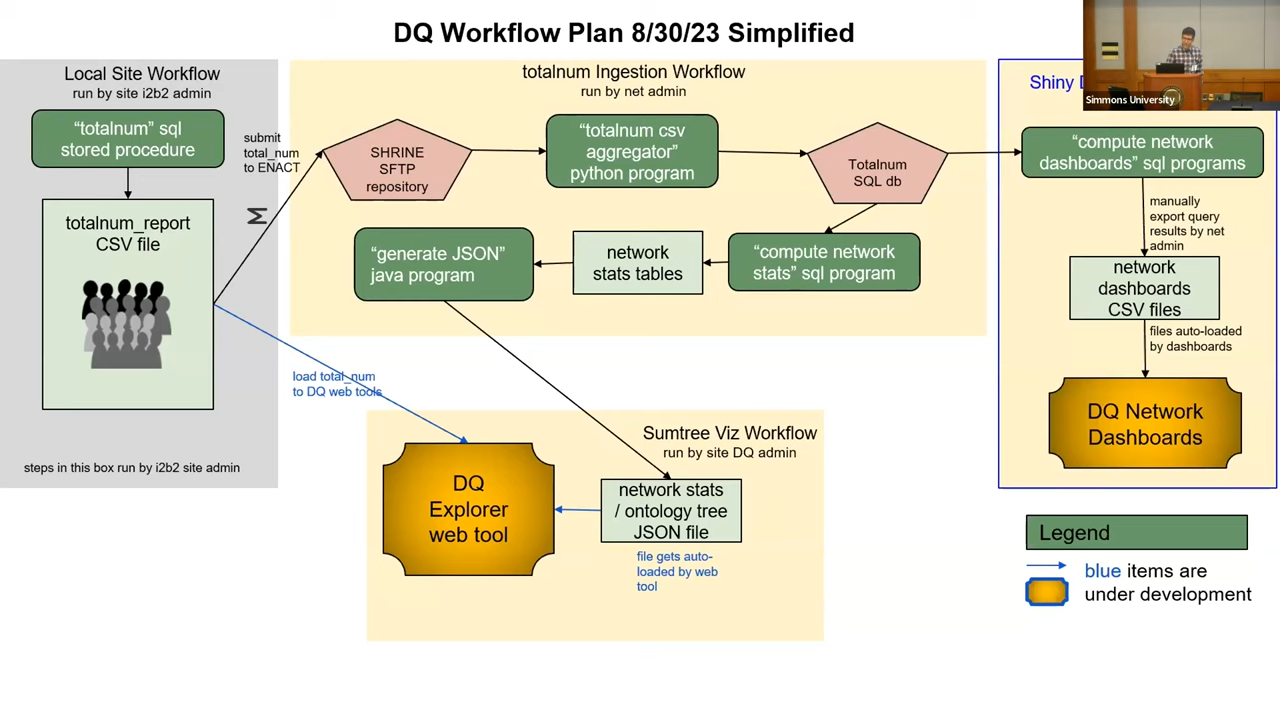 DQ Workflow Plan 8/30/23 Simplified
Local Site Workflow
run by site i2b2 admin
"totalnum" sql
stored procedure
totalnum_report
CSV file
steps in this box run by i2b2 site admin
submit
total_num
to ENACT
Σ
load total_num
to DQ web tools
totalnum Ingestion Workflow
run by net admin
SHRINE
SFTP
repository
"totalnum csv
aggregator"
python program
Totalnum
SQL db
"generate JSON"
java program
network
stats tables
"compute network
stats" sql program
Sumtree Viz Workflow
run by site DQ admin
DQ
Explorer
web tool
network stats
/ ontology tree
JSON file
file gets auto-
loaded by web
tool
Shiny
Simmons University
"compute network
dashboards" sql programs
manually
export query
results by net
admin
network
dashboards
CSV files
files auto-loaded
by dashboards
DQ Network
Dashboards
Legend
blue items are
under development